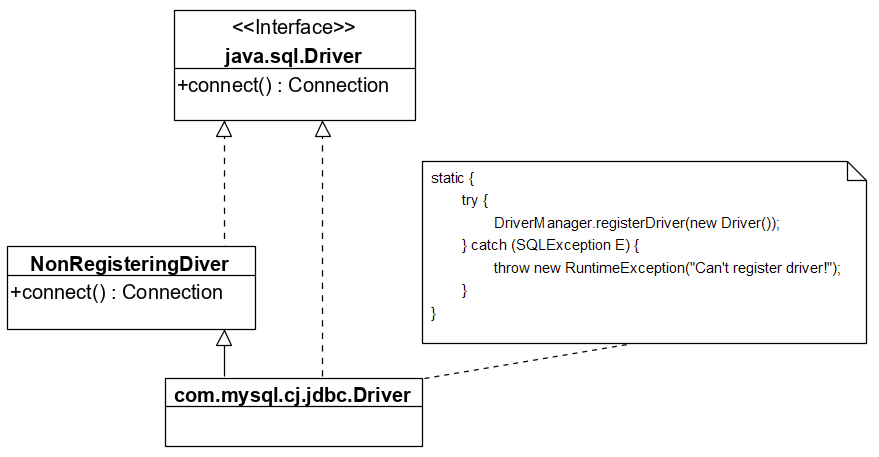 <<Interface>>
java.sql.Driver
+connect() : Connection
static {
try {
DriverManager.registerDriver(new Driver());
} catch (SQLException E) {
throw new RuntimeException("Can't register driver!");
}
}
NonRegisteringDiver
+connect() : Connection
com.mysql.cj.jdbc.Driver